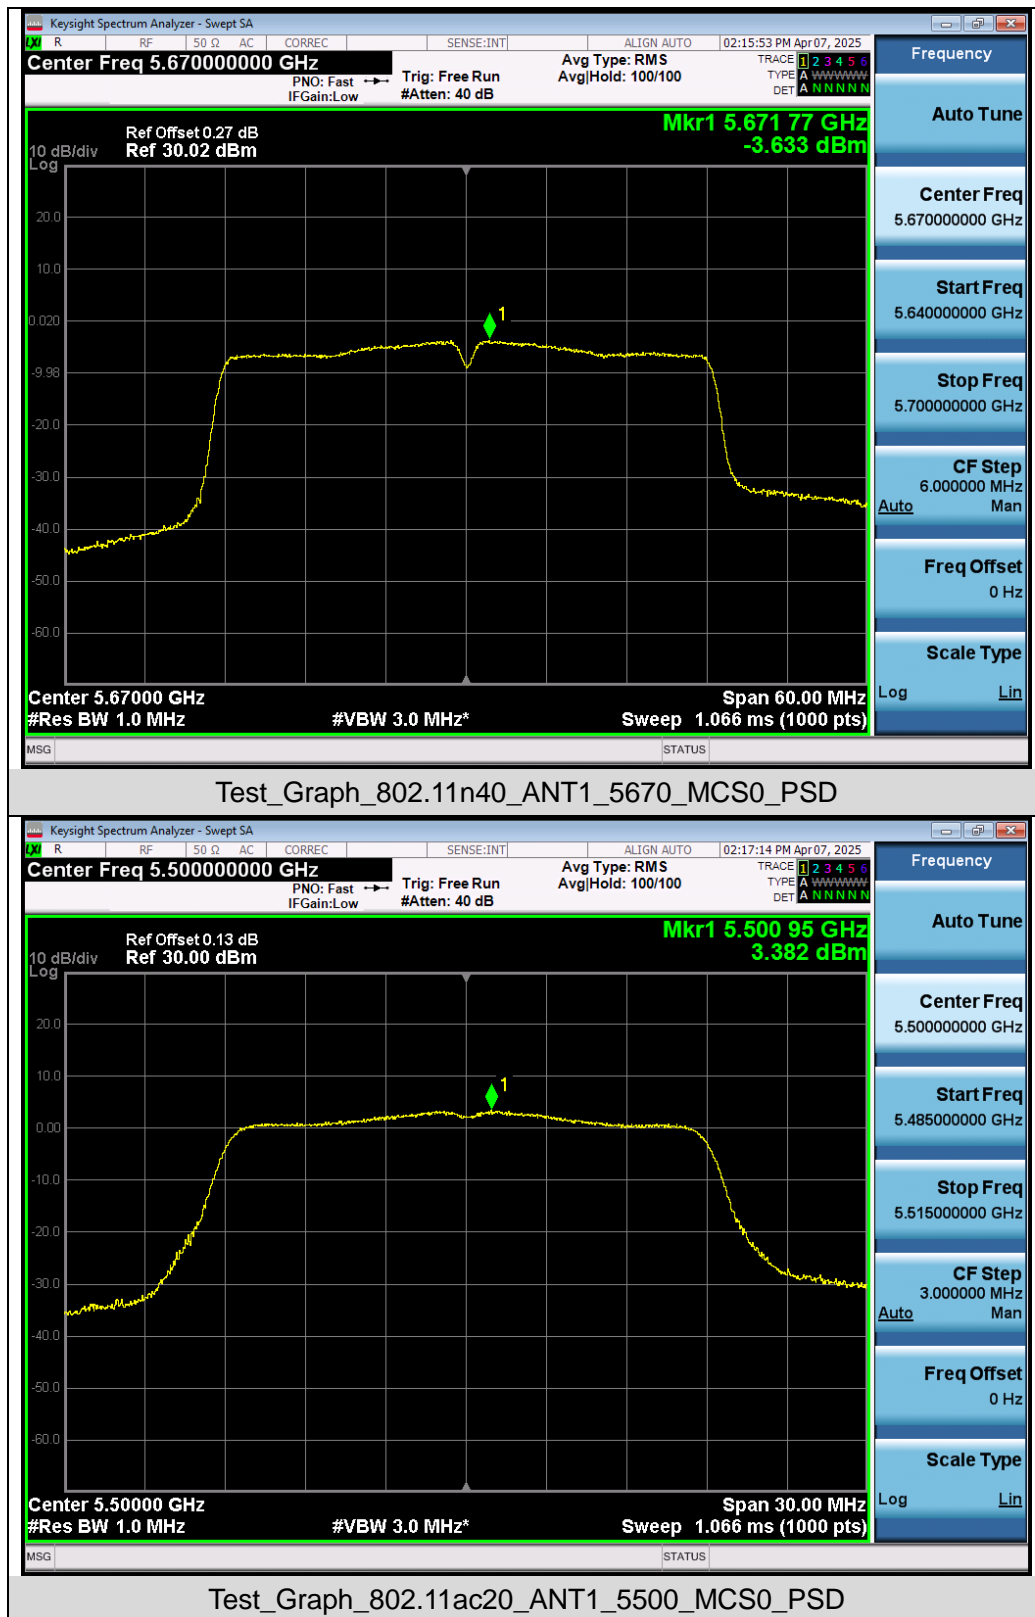 Keysight Spectrum Analyzer - Swept SA
LXI R RF 50 Ω AC CORREC SENSE:INT ALIGN AUTO 02:15:53 PM Apr 07, 2025
Center Freq 5.670000000 GHz
PNO: Fast
IFGain:Low
Trig: Free Run
#Atten: 40 dB
Avg Type: RMS
Avg|Hold: 100/100
TRACE 1 2 3 4 5 6
TYPE A WWWWW
DET A N N N N N
Ref Offset 0.27 dB
Ref 30.02 dBm
10 dB/div
Log
Mkr1 5.671 77 GHz
-3.633 dBm
20.0
10.0
0.020
-9.98
-20.0
-30.0
-40.0
-50.0
-60.0
1
Center 5.67000 GHz
Span 60.00 MHz
#Res BW 1.0 MHz
#VBW 3.0 MHz*
Sweep 1.066 ms (1000 pts)
MSG
STATUS
Frequency
Auto Tune
Center Freq
5.670000000 GHz
Start Freq
5.640000000 GHz
Stop Freq
5.700000000 GHz
CF Step
6.000000 MHz
Auto Man
Freq Offset
0 Hz
Scale Type
Log Lin
Test_Graph_802.11n40_ANT1_5670_MCS0_PSD
Keysight Spectrum Analyzer - Swept SA
LXI R RF 50 Ω AC CORREC SENSE:INT ALIGN AUTO 02:17:14 PM Apr 07, 2025
Center Freq 5.500000000 GHz
PNO: Fast
IFGain:Low
Trig: Free Run
#Atten: 40 dB
Avg Type: RMS
Avg|Hold: 100/100
TRACE 1 2 3 4 5 6
TYPE A WWWWW
DET A N N N N N
Ref Offset 0.13 dB
Ref 30.00 dBm
10 dB/div
Log
Mkr1 5.500 95 GHz
3.382 dBm
20.0
10.0
0.00
-10.0
-20.0
-30.0
-40.0
-50.0
-60.0
1
Center 5.50000 GHz
Span 30.00 MHz
#Res BW 1.0 MHz
#VBW 3.0 MHz*
Sweep 1.066 ms (1000 pts)
MSG
STATUS
Frequency
Auto Tune
Center Freq
5.500000000 GHz
Start Freq
5.485000000 GHz
Stop Freq
5.515000000 GHz
CF Step
3.000000 MHz
Auto Man
Freq Offset
0 Hz
Scale Type
Log Lin
Test_Graph_802.11ac20_ANT1_5500_MCS0_PSD